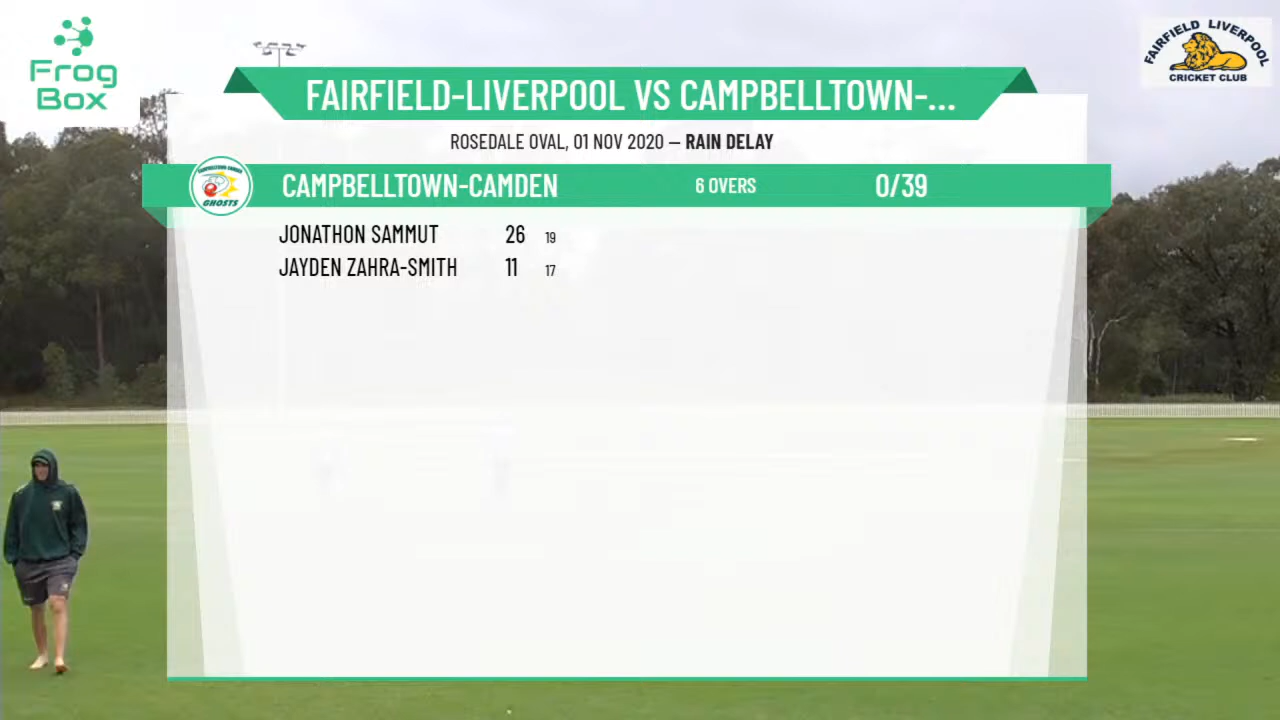 Frog
Box
FAIRFIELD LIVERPOOL
CRICKET CLUB
FAIRFIELD-LIVERPOOL VS CAMPBELLTOWN-...
ROSEDALE OVAL, 01 NOV 2020 – RAIN DELAY
GHOSTS
CAMPBELLTOWN-CAMDEN 6 OVERS 0/39
JONATHON SAMMUT 26 19
JAYDEN ZAHRA-SMITH 11 17